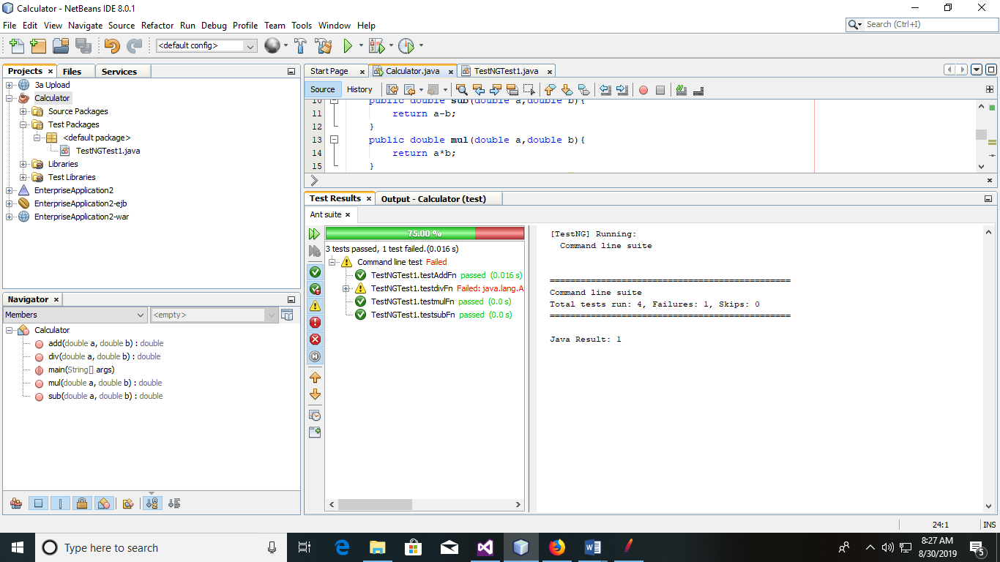 Calculator - NetBeans IDE 8.0.1
File Edit View Navigate Source Refactor Run Debug Profile Team Tools Window Help
Search (Ctrl+I)
<default config>
Projects Files Services
3a Upload
Calculator
Source Packages
Test Packages
<default package>
TestNGTest1.java
Libraries
Test Libraries
EnterpriseApplication2
EnterpriseApplication2-ejb
EnterpriseApplication2-war
Navigator
Members
<empty>
Calculator
add(double a, double b) : double
div(double a, double b) : double
main(String[] args)
mul(double a, double b) : double
sub(double a, double b) : double
Start Page Calculator.java TestNGTest1.java
Source History
10 public double sub(double a,double b){
11 return a-b;
12 }
13 public double mul(double a,double b){
14 return a*b;
15 }
Test Results Output - Calculator (test)
Ant suite
75.00 %
3 tests passed, 1 test failed.(0.016 s)
Command line test Failed
TestNGTest1.testAddFn passed (0.016 s)
TestNGTest1.testdivFn Failed: java.lang.A
TestNGTest1.testmulFn passed (0.0 s)
TestNGTest1.testsubFn passed (0.0 s)
[TestNG] Running:
Command line suite
===============================================
Command line suite
Total tests run: 4, Failures: 1, Skips: 0
===============================================
Java Result: 1
24:1 INS
Type here to search
8:27 AM
8/30/2019
5